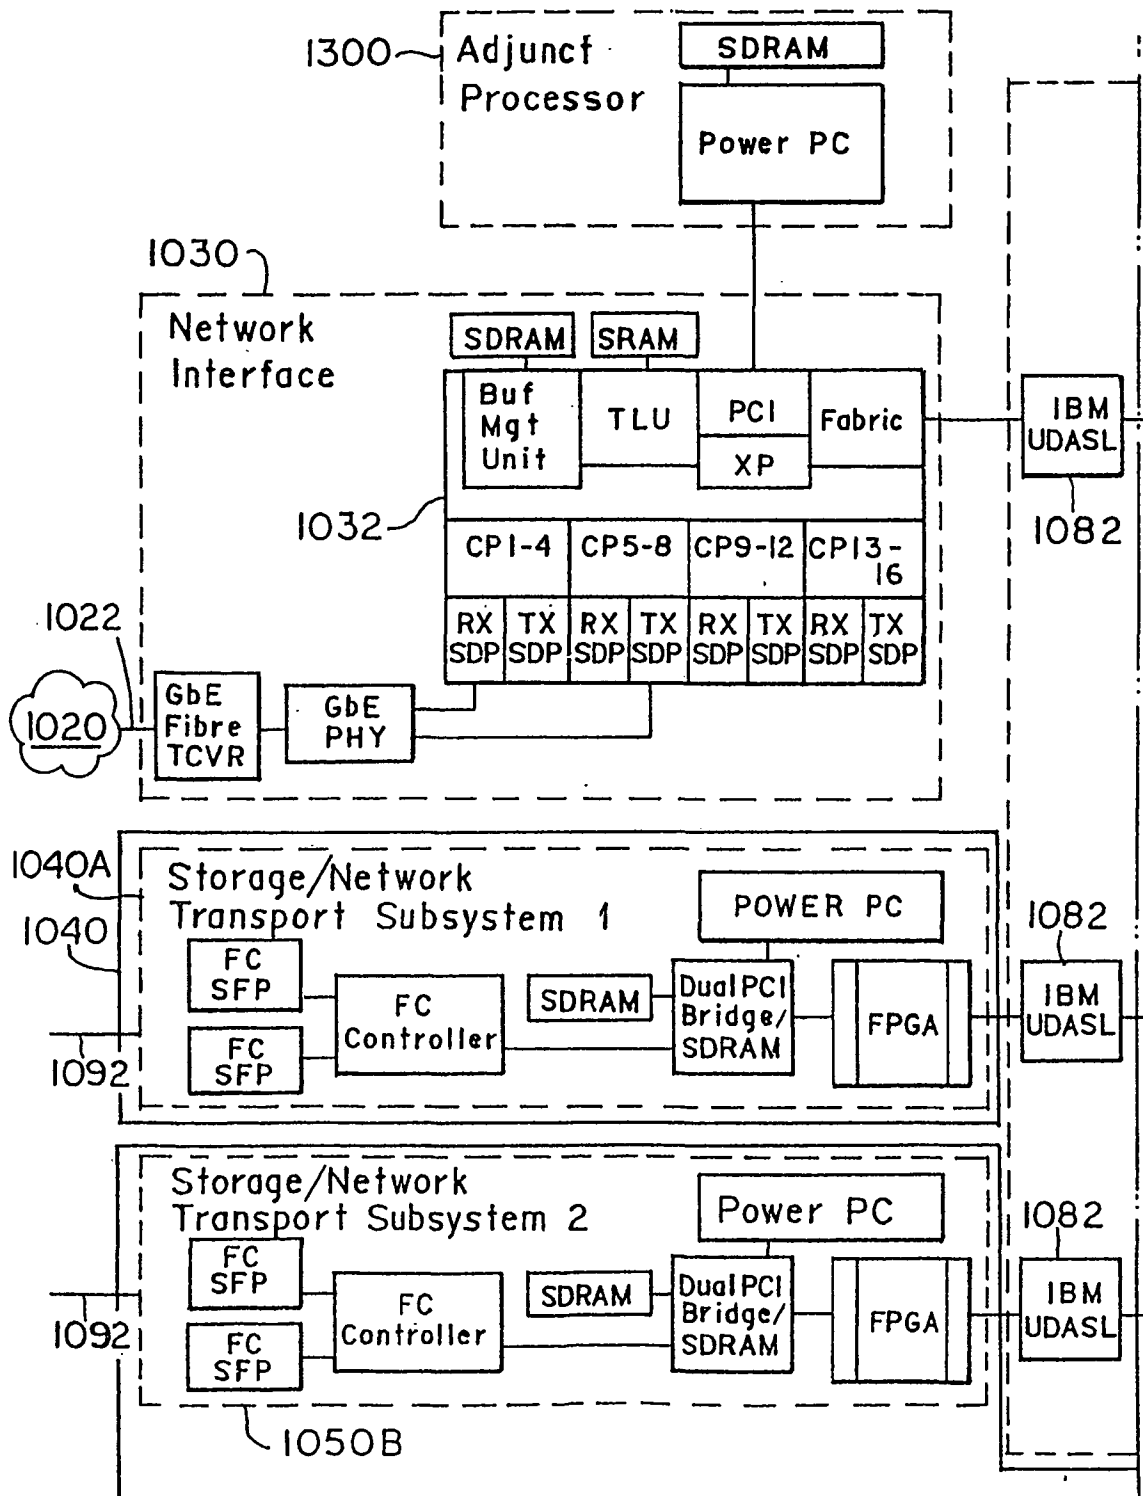 1300
Adjuncf
Processor
SDRAM
Power PC
1030
Network
Interface
SDRAM
SRAM
Buf
Mgt
Unit
TLU
PCI
XP
Fabric
IBM
UDASL
1082
1032
CP1-4
CP5-8
CP9-12
CP13-
16
RX
SDP
TX
SDP
RX
SDP
TX
SDP
RX
SDP
TX
SDP
RX
SDP
TX
SDP
1022
1020
GbE
Fibre
TCVR
GbE
PHY
1040A
1040
1092
Storage/Network
Transport Subsystem 1
POWER PC
FC
SFP
FC
SFP
FC
Controller
SDRAM
Dual PCI
Bridge/
SDRAM
FPGA
1082
IBM
UDASL
Storage/Network
Transport Subsystem 2
Power PC
FC
SFP
FC
SFP
FC
Controller
SDRAM
Dual PCI
Bridge/
SDRAM
FPGA
1082
IBM
UDASL
1092
1050B